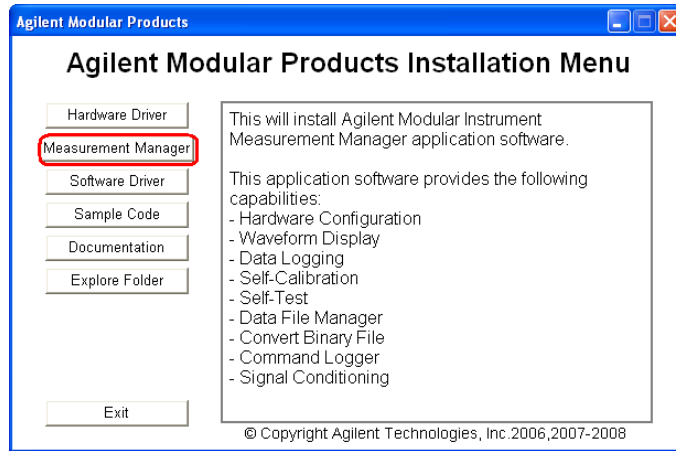 Agilent Modular Products
Agilent Modular Products Installation Menu
Hardware Driver
Measurement Manager
Software Driver
Sample Code
Documentation
Explore Folder
Exit
This will install Agilent Modular Instrument
Measurement Manager application software.
This application software provides the following
capabilities:
- Hardware Configuration
- Waveform Display
- Data Logging
- Self-Calibration
- Self-Test
- Data File Manager
- Convert Binary File
- Command Logger
- Signal Conditioning
© Copyright Agilent Technologies, Inc.2006,2007-2008